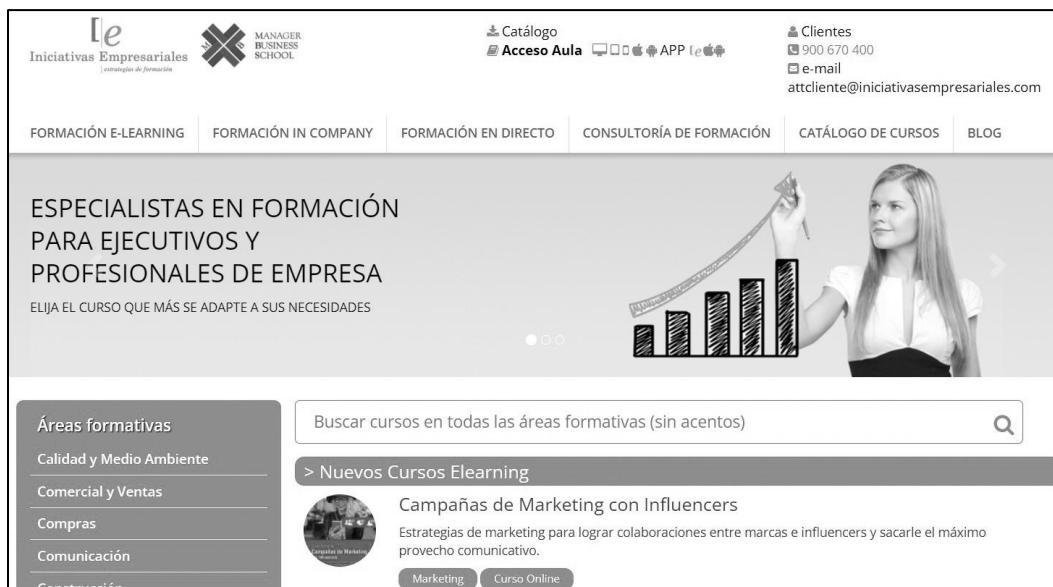 Iniciativas Empresariales
estrategias de formación
MANAGER
BUSINESS
SCHOOL
Catálogo
Acceso Aula APP
Clientes
900 670 400
e-mail
attcliente@iniciativasempresariales.com
FORMACIÓN E-LEARNING FORMACIÓN IN COMPANY FORMACIÓN EN DIRECTO CONSULTORÍA DE FORMACIÓN CATÁLOGO DE CURSOS BLOG
ESPECIALISTAS EN FORMACIÓN
PARA EJECUTIVOS Y
PROFESIONALES DE EMPRESA
ELIJA EL CURSO QUE MÁS SE ADAPTE A SUS NECESIDADES
Áreas formativas
Calidad y Medio Ambiente
Comercial y Ventas
Compras
Comunicación
Construcción
Buscar cursos en todas las áreas formativas (sin acentos)
> Nuevos Cursos Elearning
Campañas de Marketing con Influencers
Estrategias de marketing para lograr colaboraciones entre marcas e influencers y sacarle el máximo
provecho comunicativo.
Marketing Curso Online